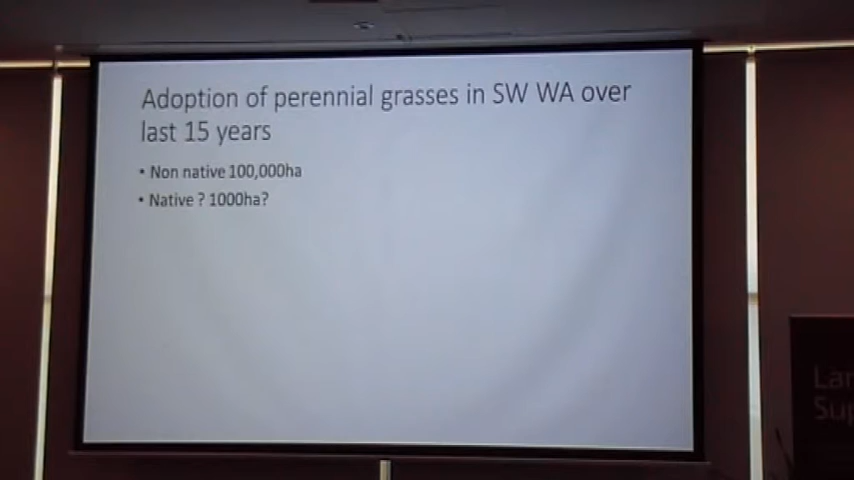 Adoption of perennial grasses in SW WA over
last 15 years
• Non native 100,000ha
• Native ? 1000ha?